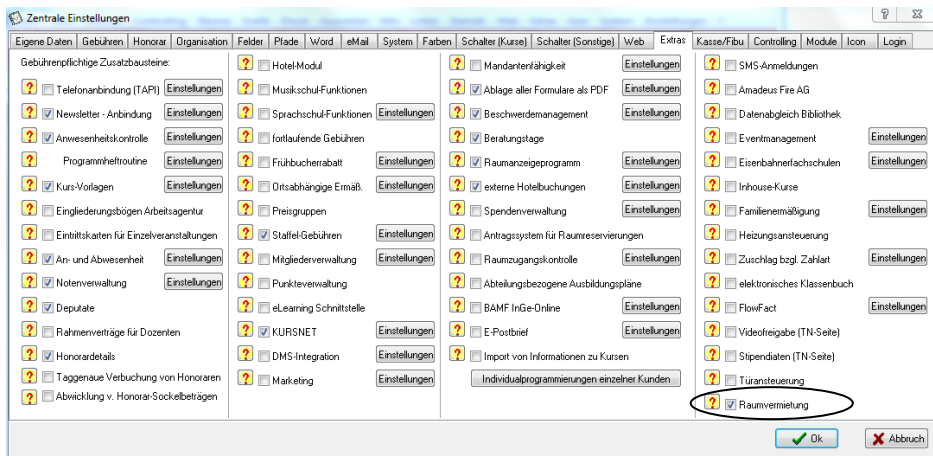 Zentrale Einstellungen
Eigene Daten Gebühren Honorar Organisation Felder Pfade Word eMail System Farben Schalter (Kurse) Schalter (Sonstige) Web Extras Kasse/Fibu Controlling Module Icon Login
Gebührenpflichtige Zusatzbausteine:
Telefonanbindung (TAPI) Einstellungen
Newsletter - Anbindung Einstellungen
Anwesenheitskontrolle Einstellungen
Programmheftroutine Einstellungen
Kurs-Vorlagen Einstellungen
Eingliederungsbögen Arbeitsagentur
Eintrittskarten für Einzelveranstaltungen
An- und Abwesenheit Einstellungen
Notenverwaltung Einstellungen
Deputate
Rahmenverträge für Dozenten
Honorardetails
Taggenaue Verbuchung von Honoraren
Abwicklung v. Honorar-Sockelbeträgen
Hotel-Modul
Musikschul-Funktionen
Sprachschul-Funktionen Einstellungen
fortlaufende Gebühren
Frühbucherrabatt Einstellungen
Ortsabhängige Ermäß. Einstellungen
Preisgruppen
Staffel-Gebühren Einstellungen
Mitgliederverwaltung Einstellungen
Punkteverwaltung
eLearning Schnittstelle
KURSNET Einstellungen
DMS-Integration Einstellungen
Marketing Einstellungen
Mandantenfähigkeit Einstellungen
Ablage aller Formulare als PDF Einstellungen
Beschwerdemanagement Einstellungen
Beratungstage
Raumanzeigeprogramm Einstellungen
externe Hotelbuchungen Einstellungen
Spendenverwaltung Einstellungen
Antragssystem für Raumreservierungen
Raumzugangskontrolle Einstellungen
Abteilungsbezogene Ausbildungspläne
BAMF InGe-Online Einstellungen
E-Postbrief Einstellungen
Import von Informationen zu Kursen
Individualprogrammierungen einzelner Kunden
SMS-Anmeldungen
Amadeus Fire AG
Datenabgleich Bibliothek
Eventmanagement Einstellungen
Eisenbahnerfachschulen Einstellungen
Inhouse-Kurse
Familienermäßigung Einstellungen
Heizungsansteuerung
Zuschlag bzgl. Zahlart Einstellungen
elektronisches Klassenbuch
FlowFact Einstellungen
Videofreigabe (TN-Seite)
Stipendiaten (TN-Seite)
Türansteuerung
Raumvermietung
Ok Abbruch